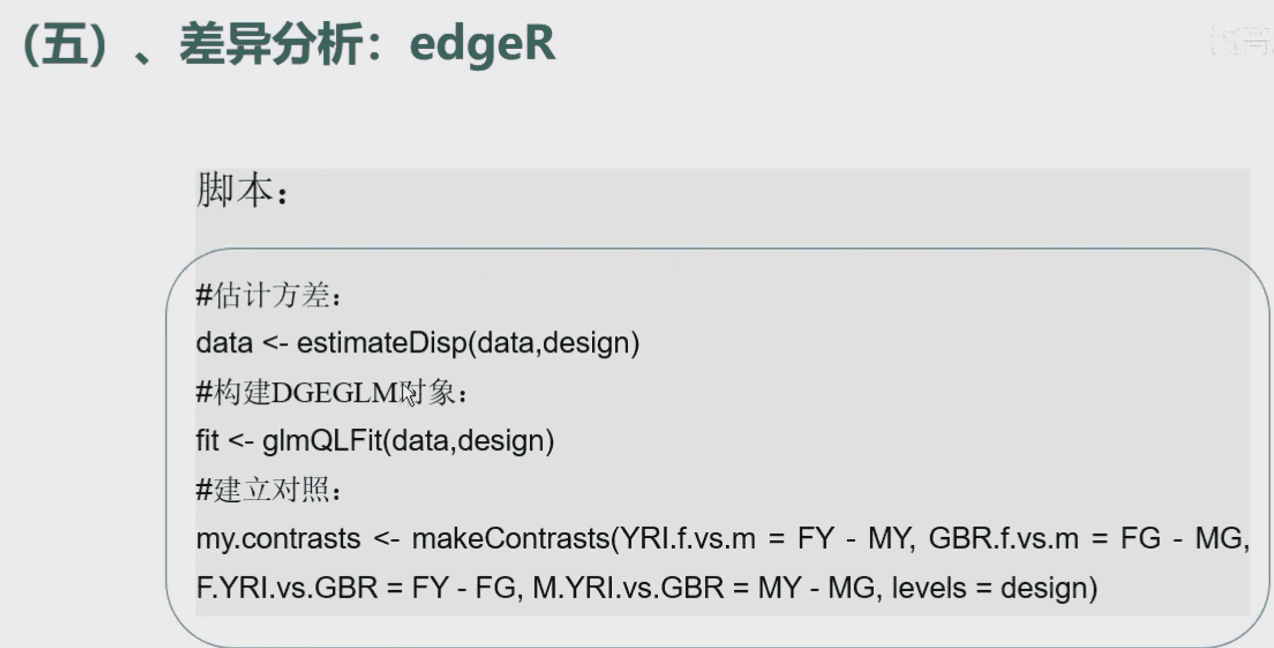 （五）、差异分析：edgeR
脚本：
#估计方差：
data <- estimateDisp(data,design)
#构建DGEGLM对象：
fit <- glmQLFit(data,design)
#建立对照：
my.contrasts <- makeContrasts(YRI.f.vs.m = FY - MY, GBR.f.vs.m = FG - MG,
F.YRI.vs.GBR = FY - FG, M.YRI.vs.GBR = MY - MG, levels = design)